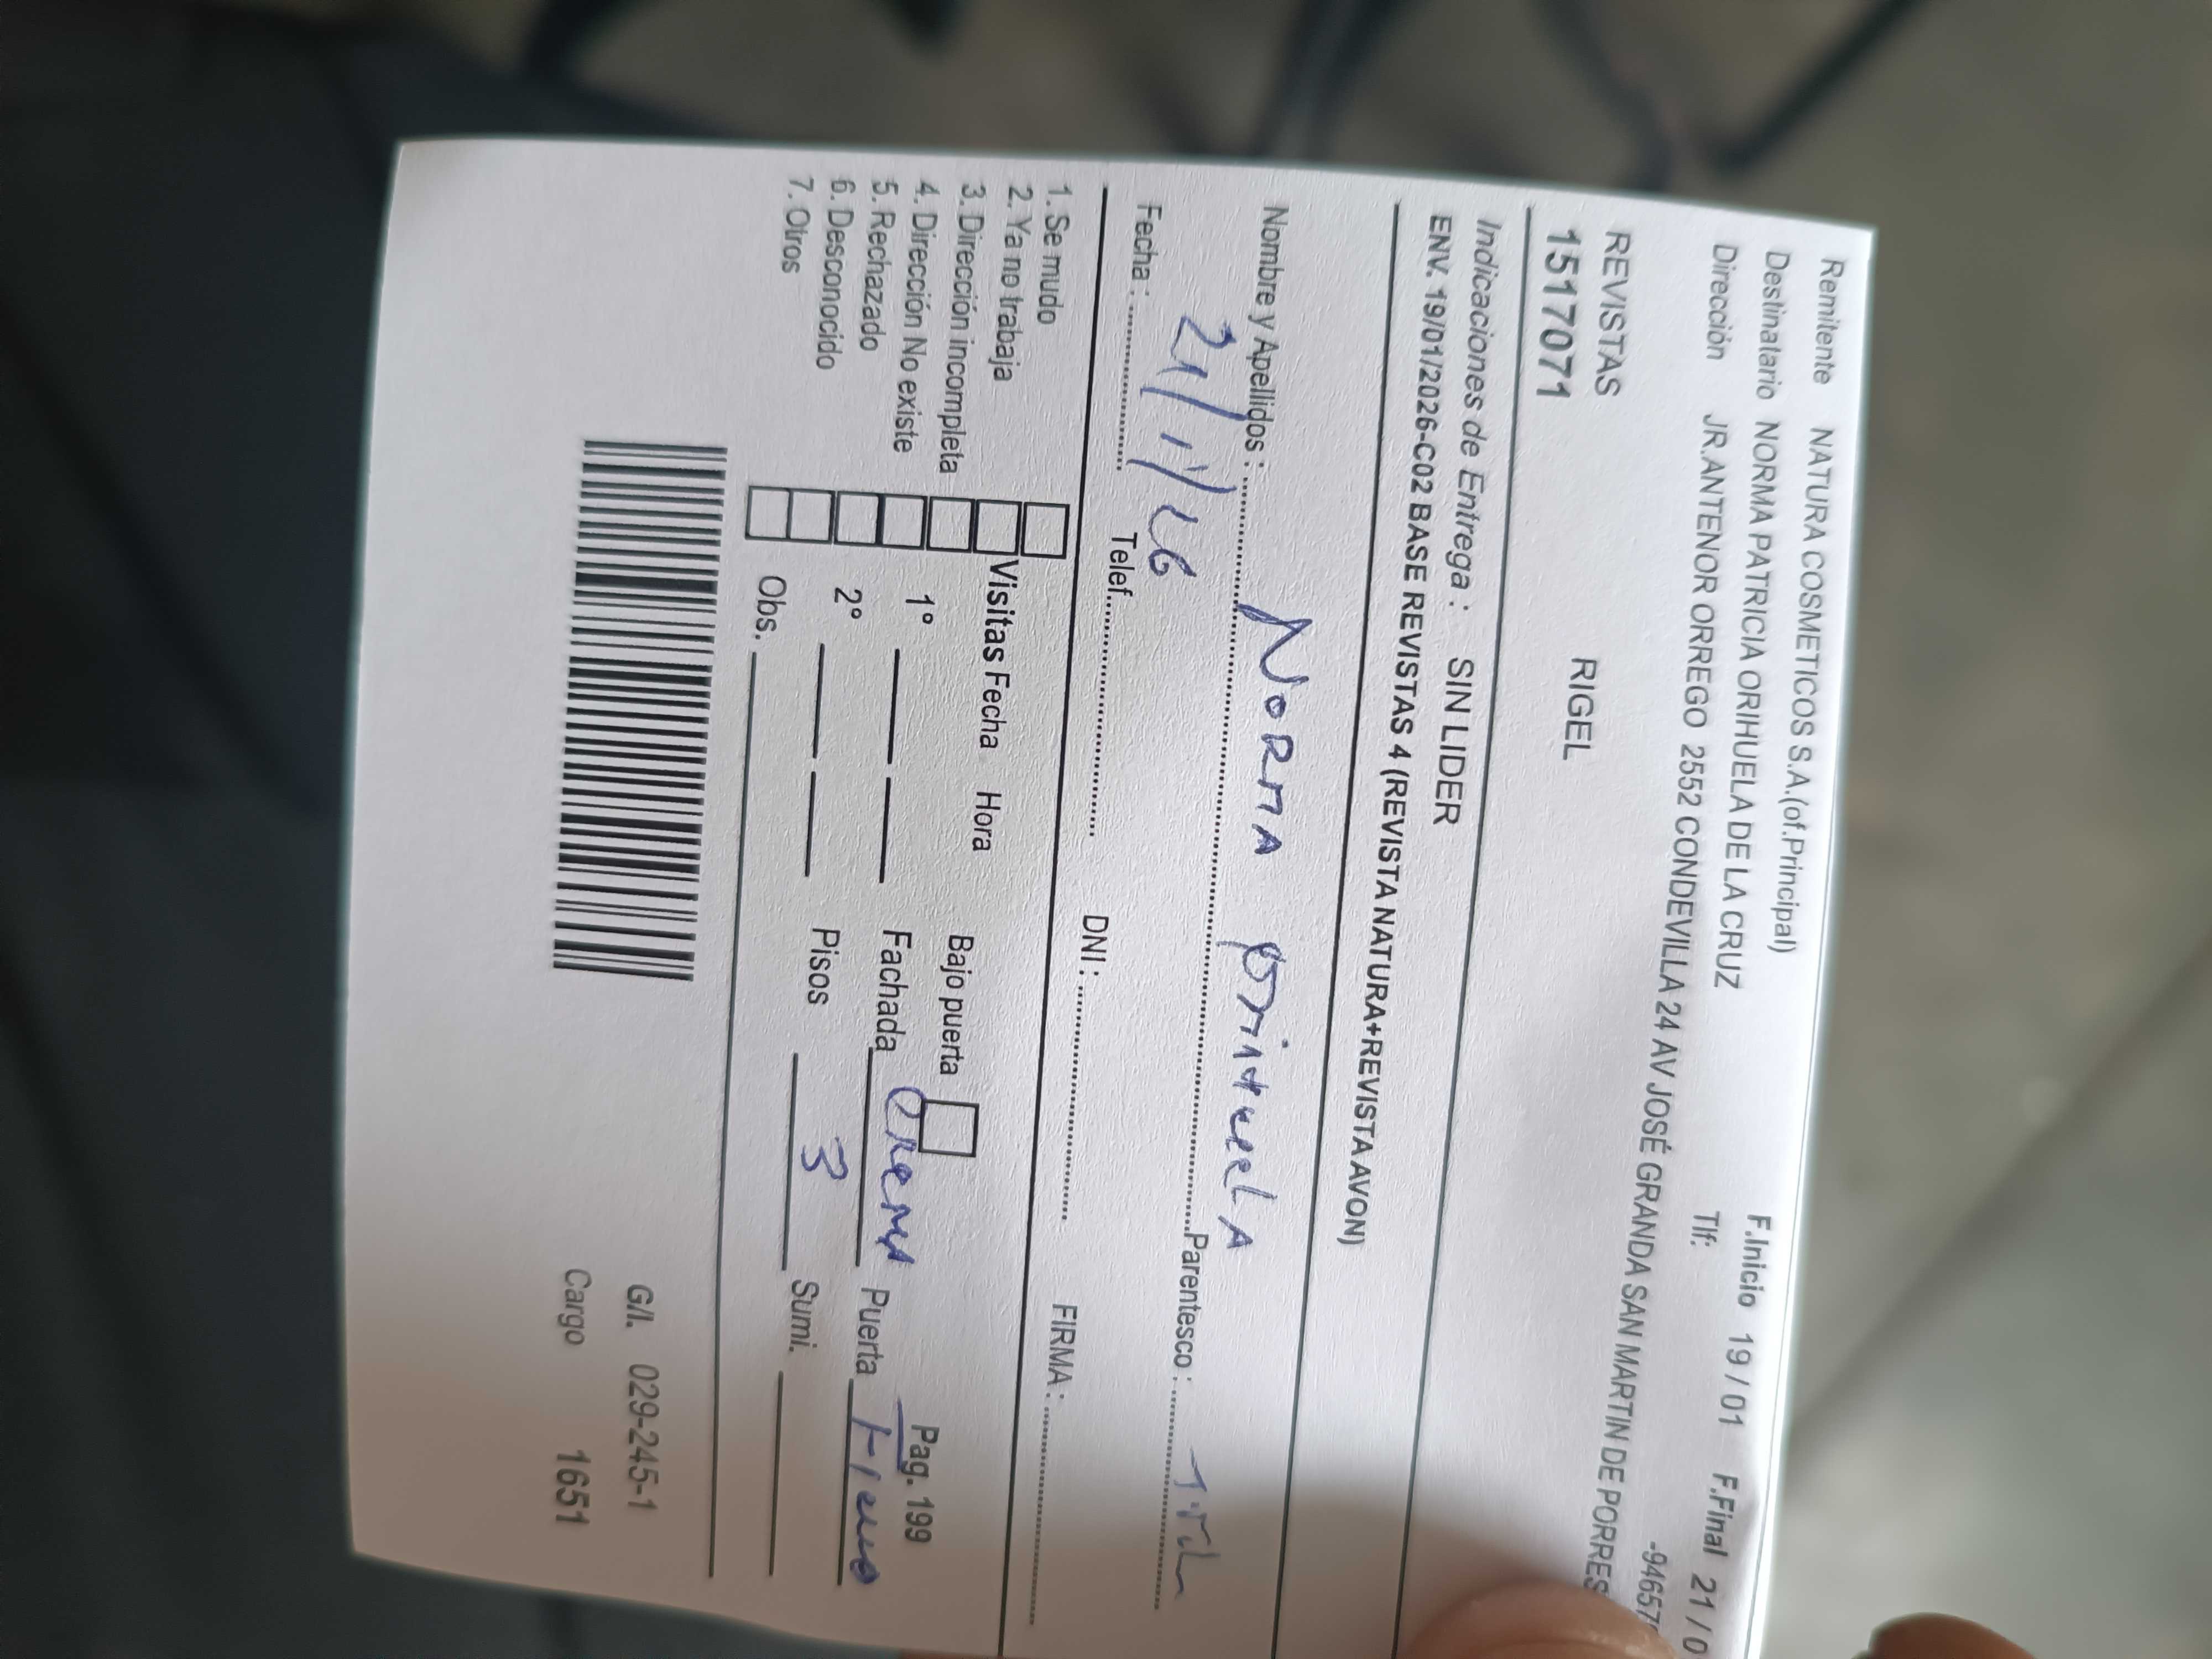 Remitente NATURA COSMETICOS S.A.(of.Principal) F.Inicio 19 / 01 F.Final 21 / 0
Destinatario NORMA PATRICIA ORIHUELA DE LA CRUZ Tlf: -94657
Dirección JR.ANTENOR ORREGO 2552 CONDEVILLA 24 AV JOSÉ GRANDA SAN MARTIN DE PORRES
REVISTAS RIGEL
1517071
Indicaciones de Entrega : SIN LIDER
ENV. 19/01/2026-C02 BASE REVISTAS 4 (REVISTA NATURA+REVISTA AVON)
Nombre y Apellidos : NORMA ORIHUELA Parentesco :
21/1/26
Fecha : Telef. DNI : FIRMA :
1. Se mudo
2. Ya no trabaja Visitas Fecha Hora Bajo puerta Pag. 199
3. Dirección incompleta
4. Dirección No existe 1° Fachada CREMA Puerta
5. Rechazado
6. Desconocido 2° Pisos 3 Sumi.
7. Otros Obs.
G/I. 029-245-1
Cargo 1651